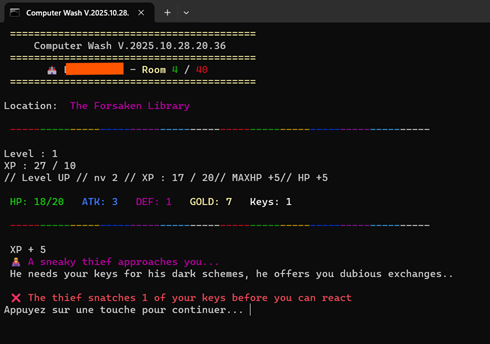 Computer Wash V.2025.10.28.
========================================
Computer Wash V.2025.10.28.20.36
========================================
- Room 4 / 40
========================================
Location: The Forsaken Library
----------------------------------------------------------------------
Level : 1
XP : 27 / 10
// Level UP // nv 2 // XP : 17 / 20// MAXHP +5// HP +5
HP: 18/20 ATK: 3 DEF: 1 GOLD: 7 Keys: 1
----------------------------------------------------------------------
XP + 5
A sneaky thief approaches you...
He needs your keys for his dark schemes, he offers you dubious exchanges..
❌ The thief snatches 1 of your keys before you can react
Appuyez sur une touche pour continuer...